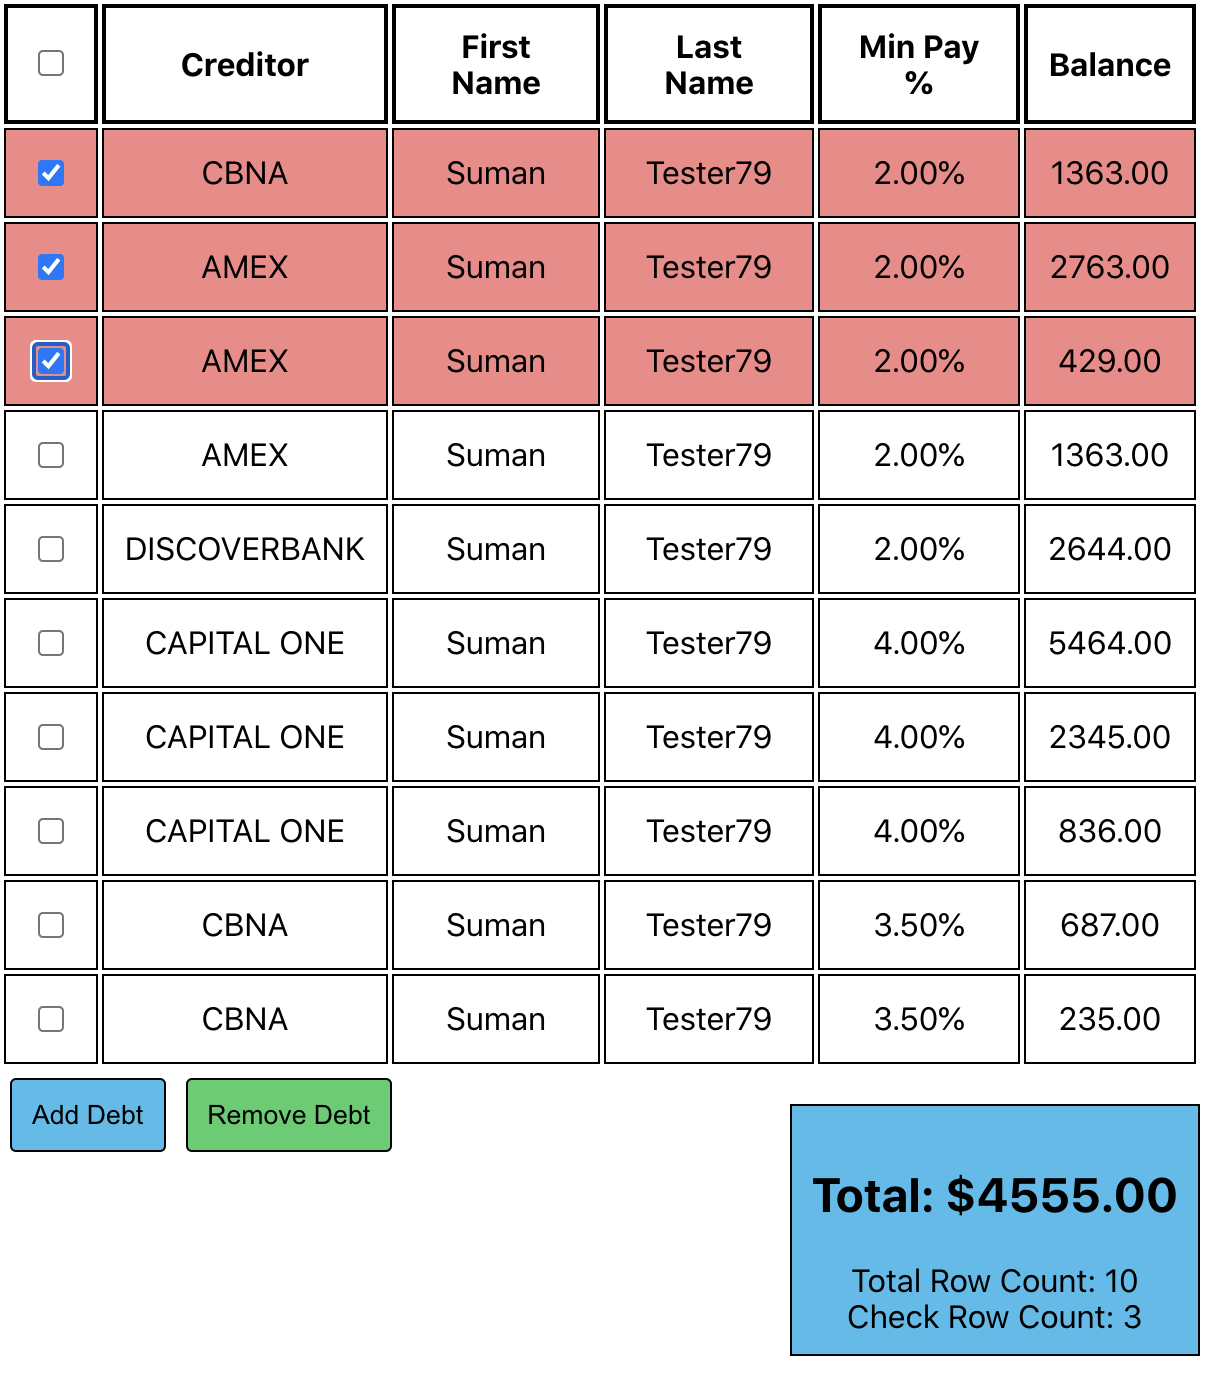 Creditor First Name Last Name Min Pay % Balance
CBNA Suman Tester79 2.00% 1363.00
AMEX Suman Tester79 2.00% 2763.00
AMEX Suman Tester79 2.00% 429.00
AMEX Suman Tester79 2.00% 1363.00
DISCOVERBANK Suman Tester79 2.00% 2644.00
CAPITAL ONE Suman Tester79 4.00% 5464.00
CAPITAL ONE Suman Tester79 4.00% 2345.00
CAPITAL ONE Suman Tester79 4.00% 836.00
CBNA Suman Tester79 3.50% 687.00
CBNA Suman Tester79 3.50% 235.00
Add Debt Remove Debt
Total: $4555.00
Total Row Count: 10
Check Row Count: 3